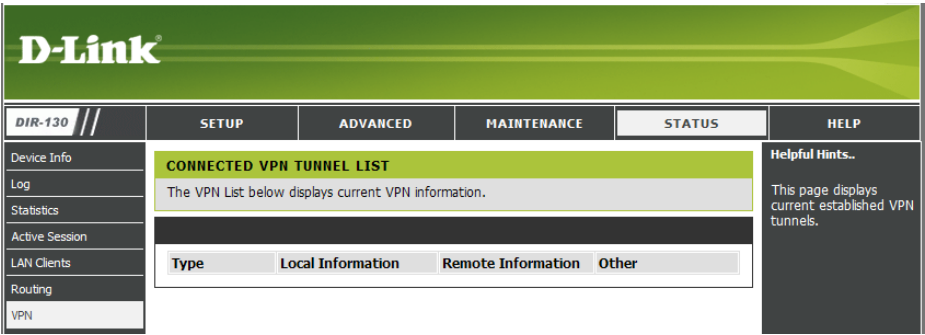 D-Link
DIR-130
SETUP
ADVANCED
MAINTENANCE
STATUS
HELP
Device Info
Log
Statistics
Active Session
LAN Clients
Routing
VPN
CONNECTED VPN TUNNEL LIST
The VPN List below displays current VPN information.
Type Local Information Remote Information Other
Helpful Hints..
This page displays
current established VPN
tunnels.